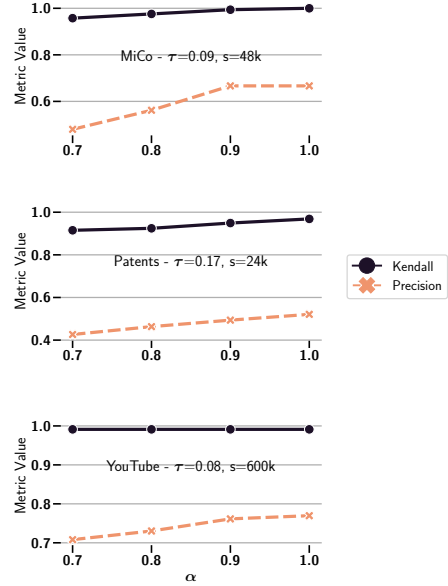 Metric Value
1.0
0.8
0.6
MiCo - τ=0.09, s=48k
0.7 0.8 0.9 1.0
Metric Value
1.0
0.8
0.6
0.4
Patents - τ=0.17, s=24k
0.7 0.8 0.9 1.0
Kendall
Precision
Metric Value
1.0
0.9
0.8
0.7
YouTube - τ=0.08, s=600k
0.7 0.8 0.9 1.0
α